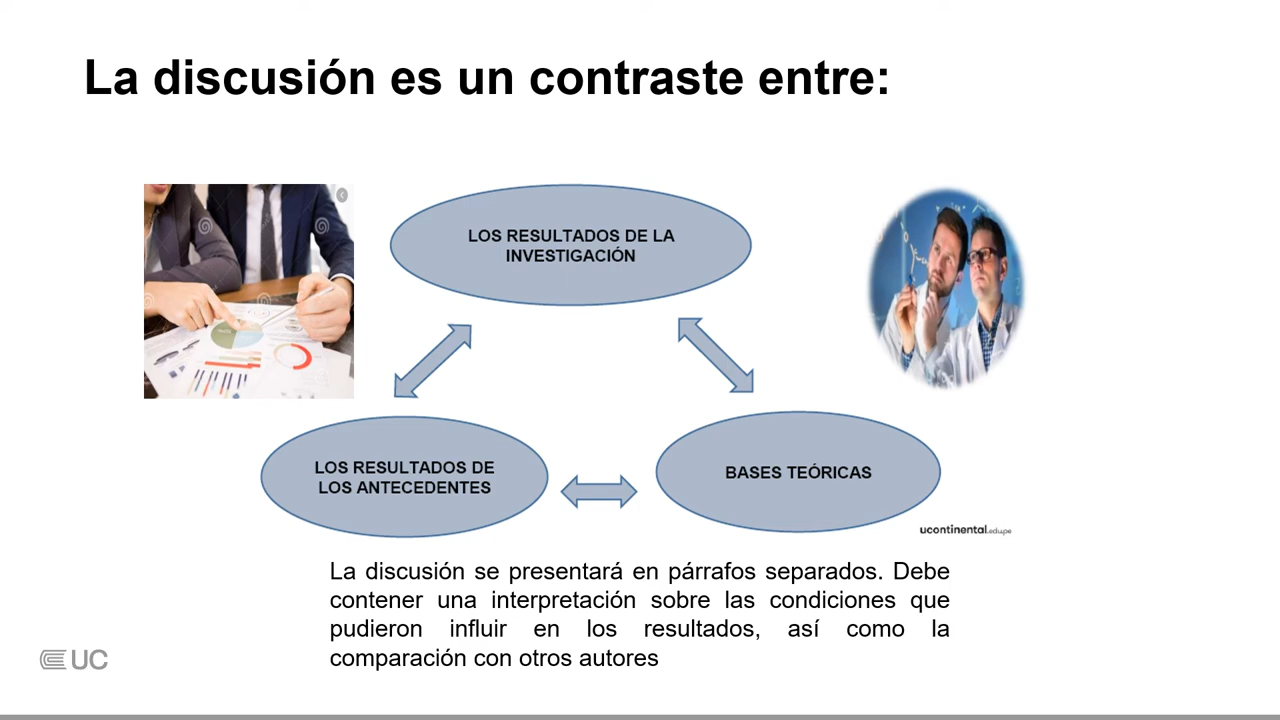 La discusión es un contraste entre:
LOS RESULTADOS DE LA
INVESTIGACIÓN
LOS RESULTADOS DE
LOS ANTECEDENTES
BASES TEÓRICAS
ucontinental.edu.pe
La discusión se presentará en párrafos separados. Debe
contener una interpretación sobre las condiciones que
pudieron influir en los resultados, así como la
comparación con otros autores
UC